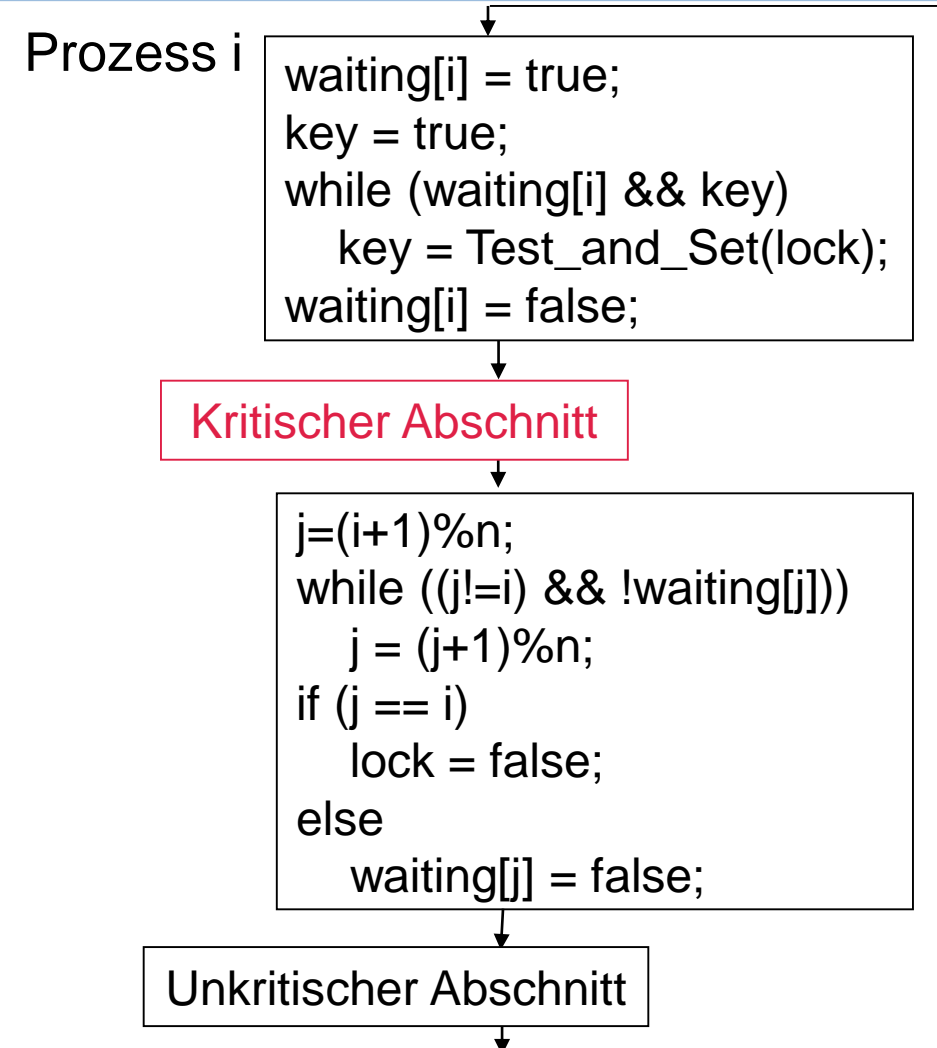 Prozess i
waiting[i] = true;
key = true;
while (waiting[i] && key)
key = Test_and_Set(lock);
waiting[i] = false;
Kritischer Abschnitt
j=(i+1)%n;
while ((j!=i) && !waiting[j]))
j = (j+1)%n;
if (j == i)
lock = false;
else
waiting[j] = false;
Unkritischer Abschnitt